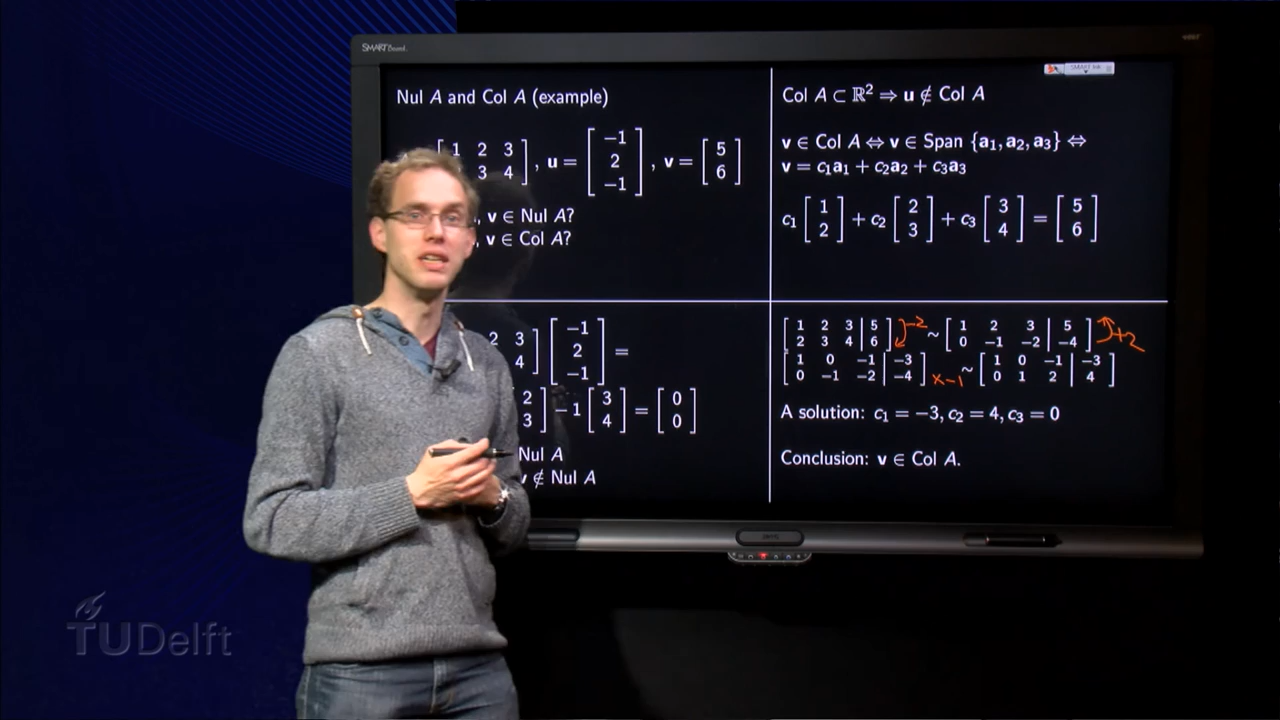 SMART Board
SMART Ink
Nul A and Col A (example)
[ 1 2 3 ; 3 4 ], u = [ −1 ; 2 ; −1 ], v = [ 5 ; 6 ]
, v ∈ Nul A?
, v ∈ Col A?
Col A ⊂ ℝ² ⇒ u ∉ Col A
v ∈ Col A ⇔ v ∈ Span {a₁, a₂, a₃} ⇔
v = c₁a₁ + c₂a₂ + c₃a₃
c₁ [ 1 ; 2 ] + c₂ [ 2 ; 3 ] + c₃ [ 3 ; 4 ] = [ 5 ; 6 ]
2 3 ; 4 ] [ −1 ; 2 ; −1 ] =
2 ; 3 ] −1 [ 3 ; 4 ] = [ 0 ; 0 ]
Nul A
v ∉ Nul A
[ 1 2 3 | 5 ; 2 3 4 | 6 ] −2 ~ [ 1 2 3 | 5 ; 0 −1 −2 | −4 ] +2
[ 1 0 −1 | −3 ; 0 −1 −2 | −4 ] x−1 ~ [ 1 0 −1 | −3 ; 0 1 2 | 4 ]
A solution: c₁ = −3, c₂ = 4, c₃ = 0
Conclusion: v ∈ Col A.
TUDelft